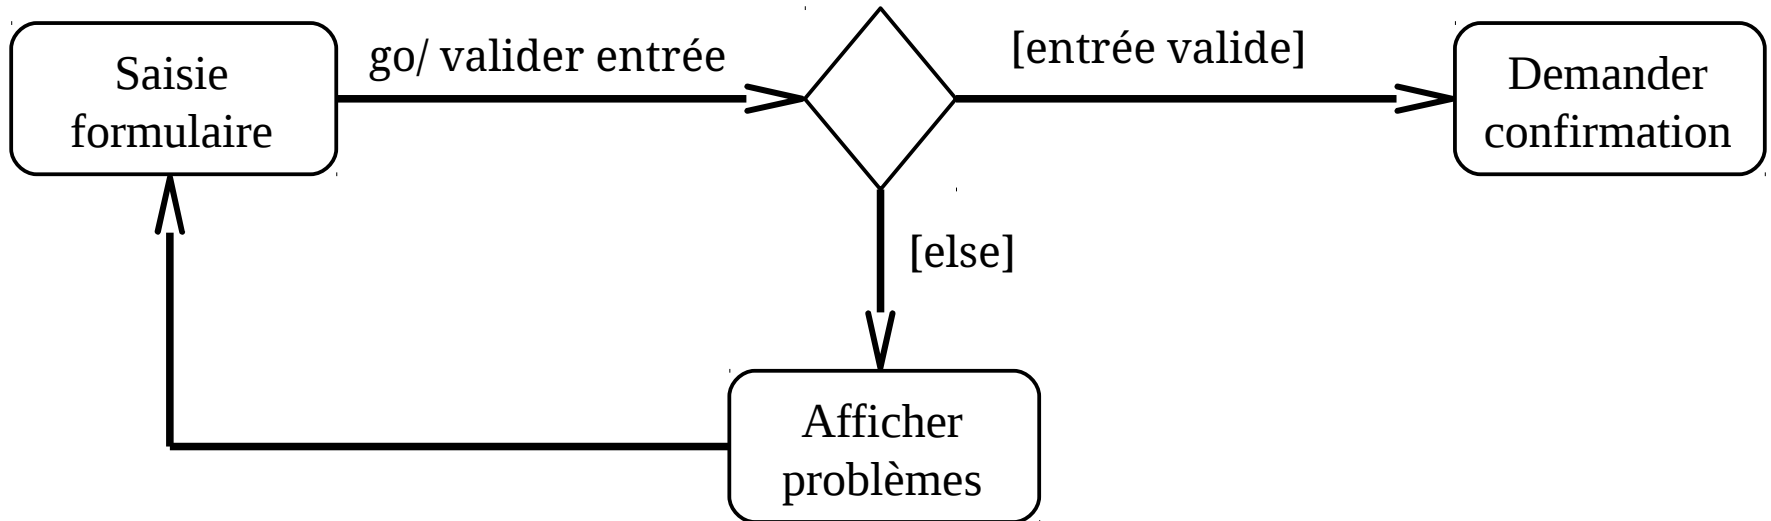 Saisie
formulaire
go/ valider entrée
[entrée valide]
Demander
confirmation
[else]
Afficher
problèmes